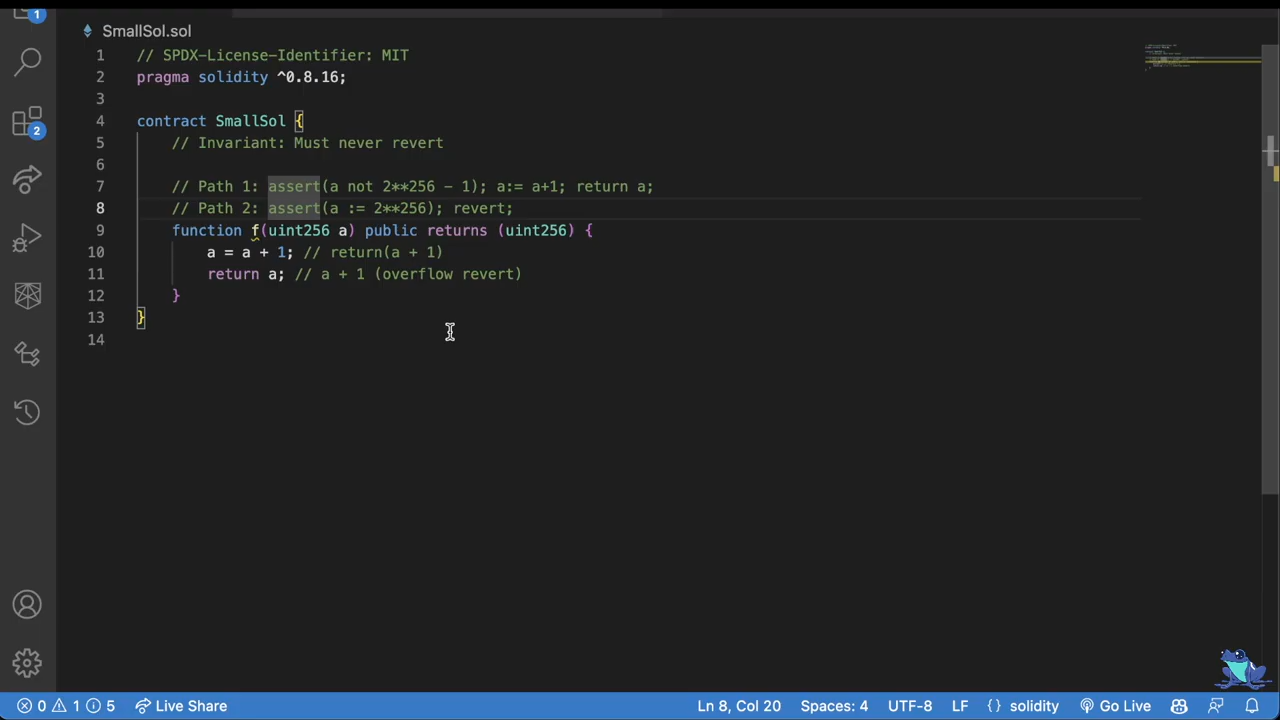 1
SmallSol.sol
1 // SPDX-License-Identifier: MIT
2 pragma solidity ^0.8.16;
3
4 contract SmallSol {
5 // Invariant: Must never revert
6
7 // Path 1: assert(a not 2**256 - 1); a:= a+1; return a;
8 // Path 2: assert(a := 2**256); revert;
9 function f(uint256 a) public returns (uint256) {
10 a = a + 1; // return(a + 1)
11 return a; // a + 1 (overflow revert)
12 }
13 }
14
2
0 1 5 Live Share Ln 8, Col 20 Spaces: 4 UTF-8 LF {} solidity Go Live